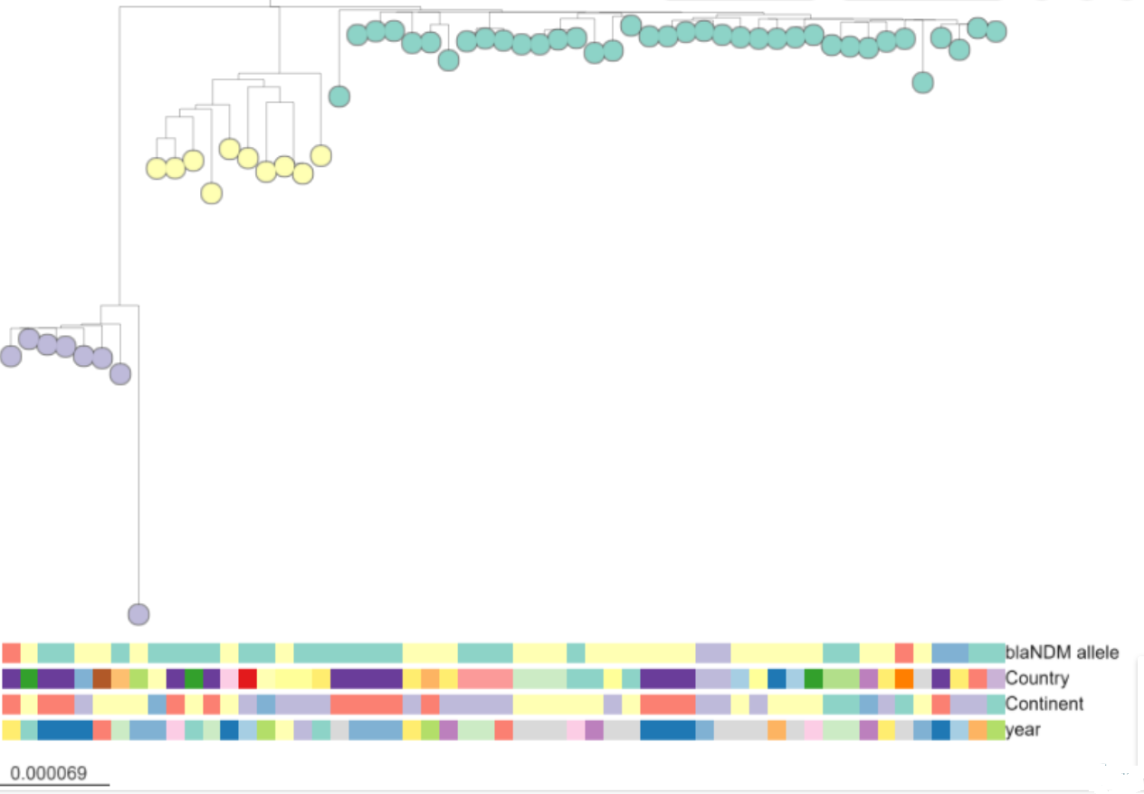 blaNDM allele
Country
Continent
year
0.000069